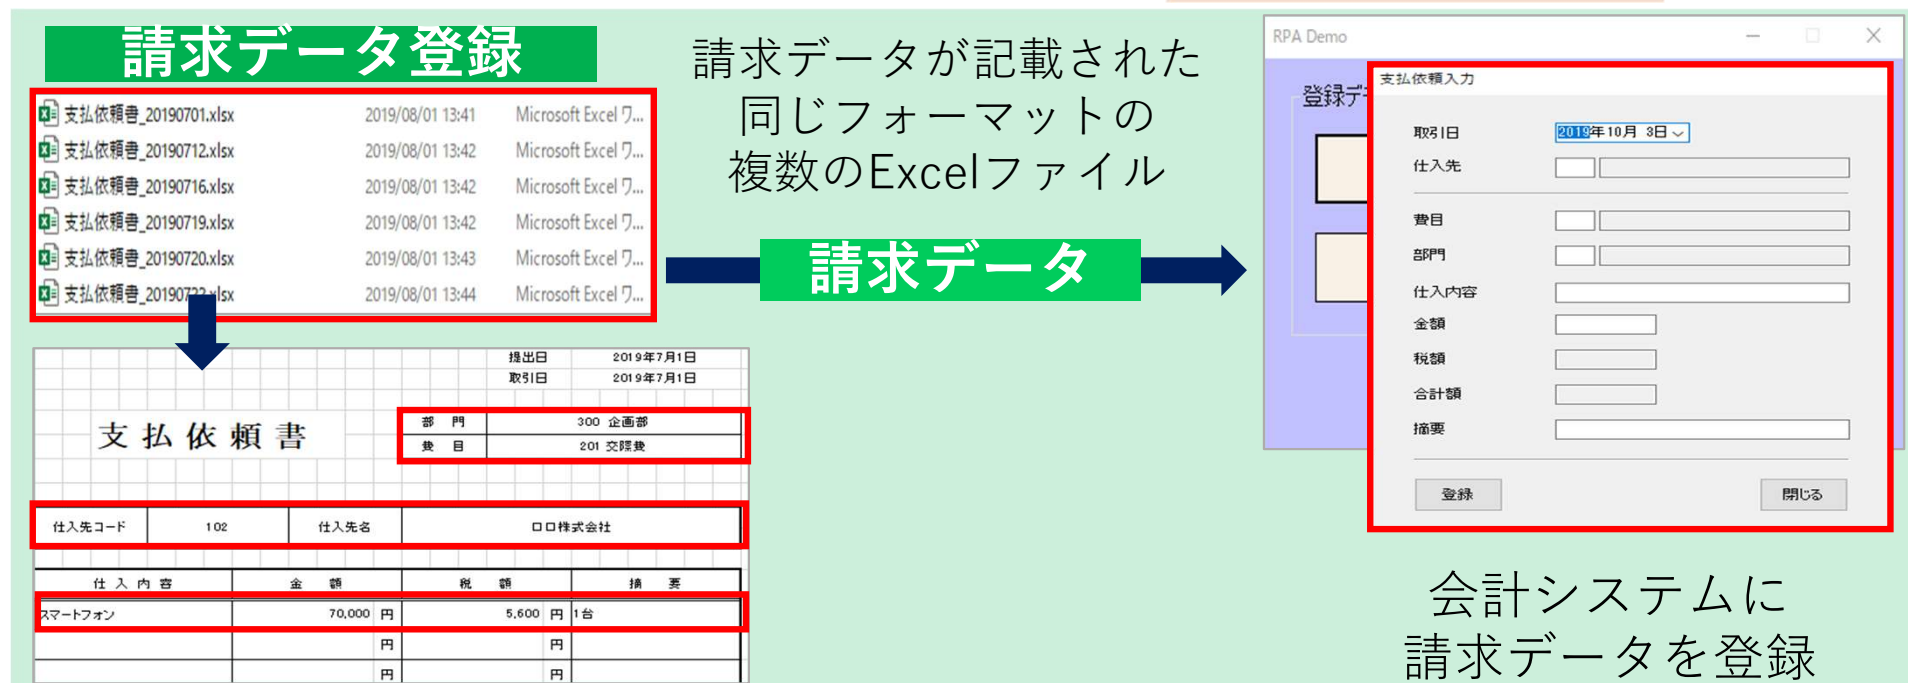 請求データ登録
支払依頼書_20190701.xlsx 2019/08/01 13:41 Microsoft Excel ワ...
支払依頼書_20190712.xlsx 2019/08/01 13:42 Microsoft Excel ワ...
支払依頼書_20190716.xlsx 2019/08/01 13:42 Microsoft Excel ワ...
支払依頼書_20190719.xlsx 2019/08/01 13:42 Microsoft Excel ワ...
支払依頼書_20190720.xlsx 2019/08/01 13:43 Microsoft Excel ワ...
支払依頼書_ 2019/08/01 13:44 Microsoft Excel ワ...
請求データが記載された
同じフォーマットの
複数のExcelファイル
請求データ
提出日 2019年7月1日
取引日 2019年7月1日
支払依頼書
部 門 300 企画部
費 目 201 交際費
仕入先コード 102 仕入先名 ロロ株式会社
仕入内容 金 額 税 額 摘 要
スマートフォン 70,000 円 5,600 円 1台
円 円
円 円
RPA Demo
登録デ
支払依頼入力
取引日 2019年10月 3日
仕入先
費目
部門
仕入内容
金額
税額
合計額
摘要
登録 閉じる
会計システムに
請求データを登録